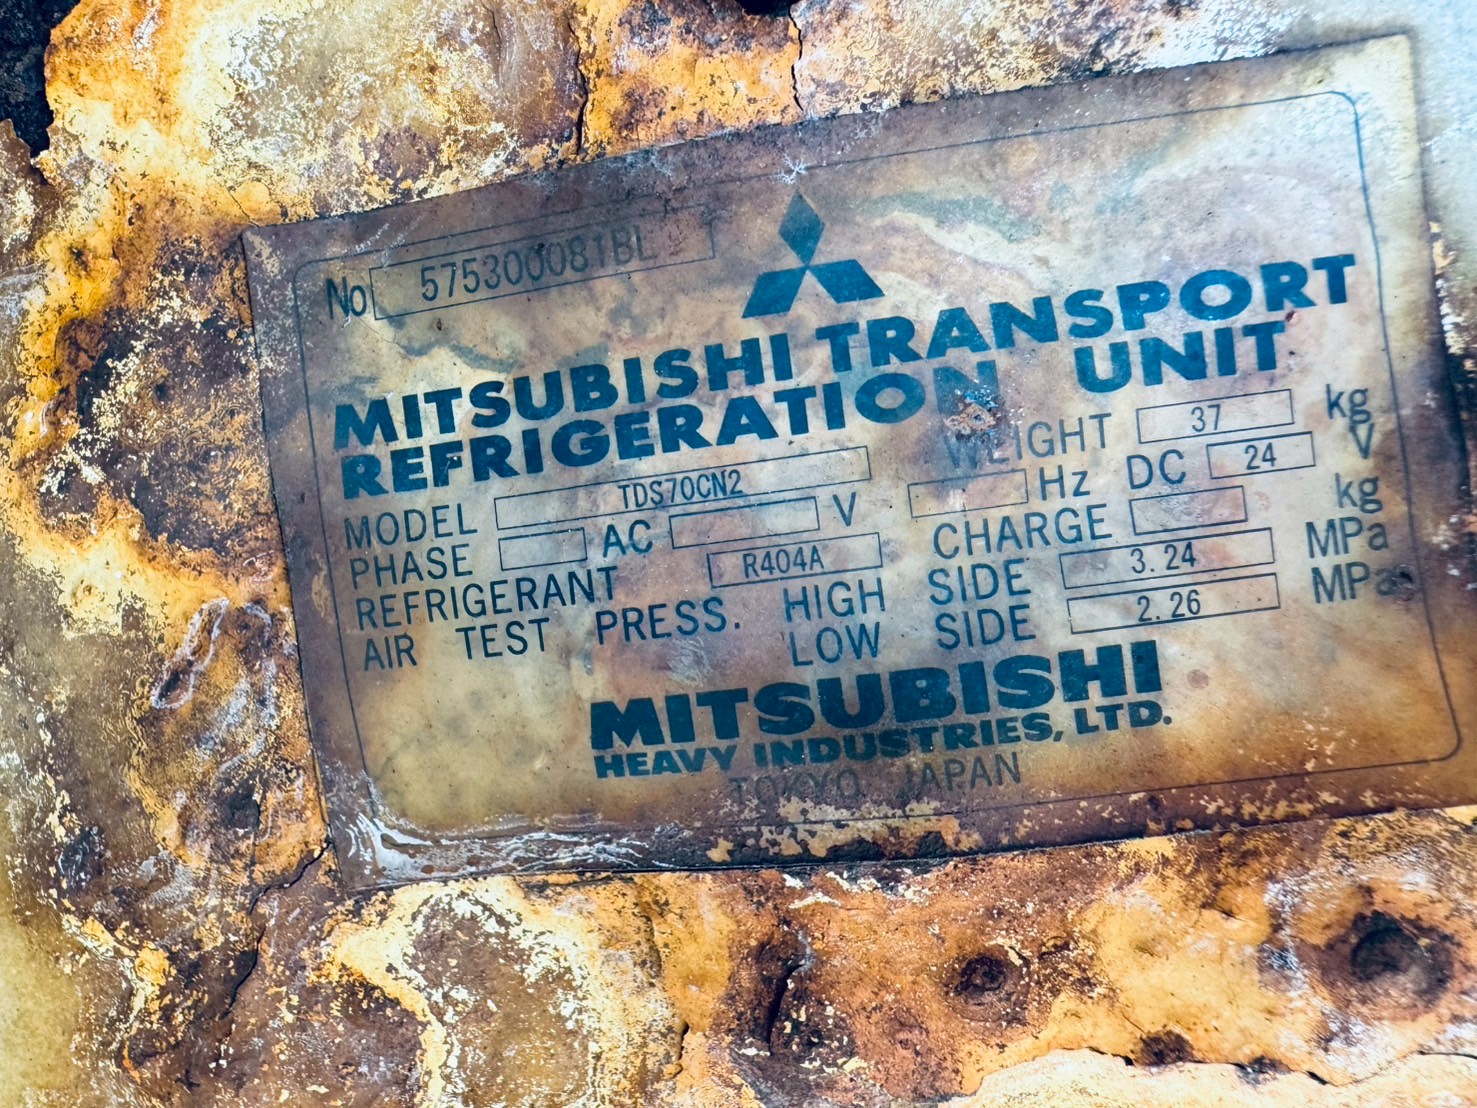 No 575300081BL
MITSUBISHI TRANSPORT
REFRIGERATION UNIT
WEIGHT 37 kg
MODEL TDS70CN2 DC 24 V
PHASE AC V Hz
CHARGE kg
REFRIGERANT R404A
AIR TEST PRESS. HIGH SIDE 3.24 MPa
LOW SIDE 2.26 MPa
MITSUBISHI
HEAVY INDUSTRIES, LTD.
TOKYO, JAPAN